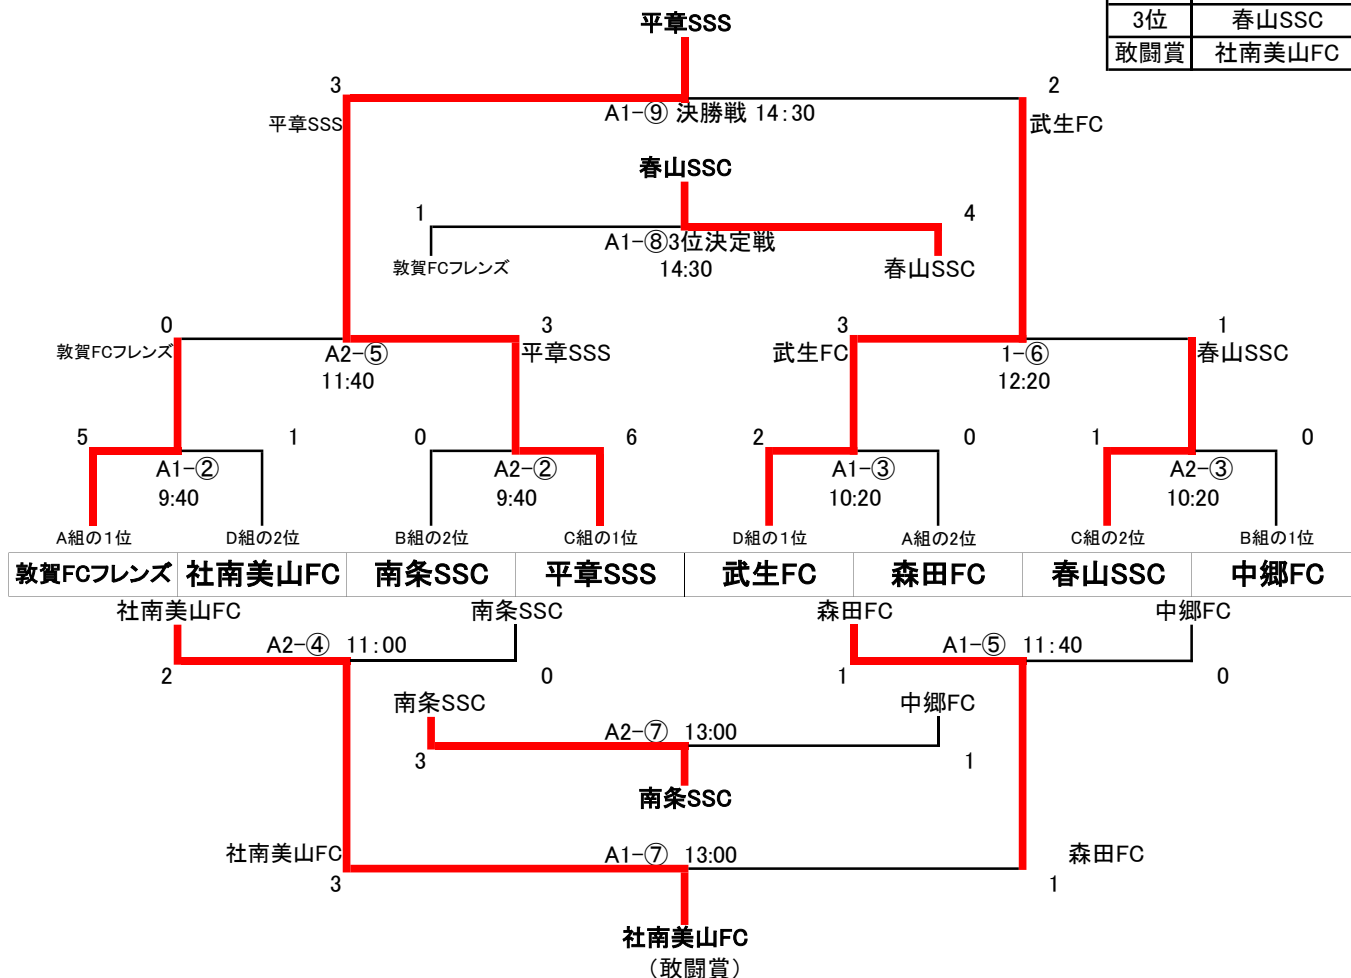 平章SSS
3位 春山SSC
敢闘賞 社南美山FC
3 2
平章SSS A1-⑨ 決勝戦 14:30 武生FC
春山SSC
1 4
A1-⑧3位決定戦
敦賀FCフレンズ 14:30 春山SSC
0 3 3 1
敦賀FCフレンズ A2-⑤ 平章SSS 武生FC 1-⑥ 春山SSC
11:40 12:20
5 1 0 6 2 0 1 0
A1-② A2-② A1-③ A2-③
9:40 9:40 10:20 10:20
A組の1位 D組の2位 B組の2位 C組の1位 D組の1位 A組の2位 C組の2位 B組の1位
敦賀FCフレンズ 社南美山FC 南条SSC 平章SSS 武生FC 森田FC 春山SSC 中郷FC
社南美山FC 南条SSC 森田FC 中郷FC
A2-④ 11:00 A1-⑤ 11:40
2 0 1 0
南条SSC 中郷FC
A2-⑦ 13:00
3 1
南条SSC
社南美山FC A1-⑦ 13:00 森田FC
3 1
社南美山FC
(敢闘賞)